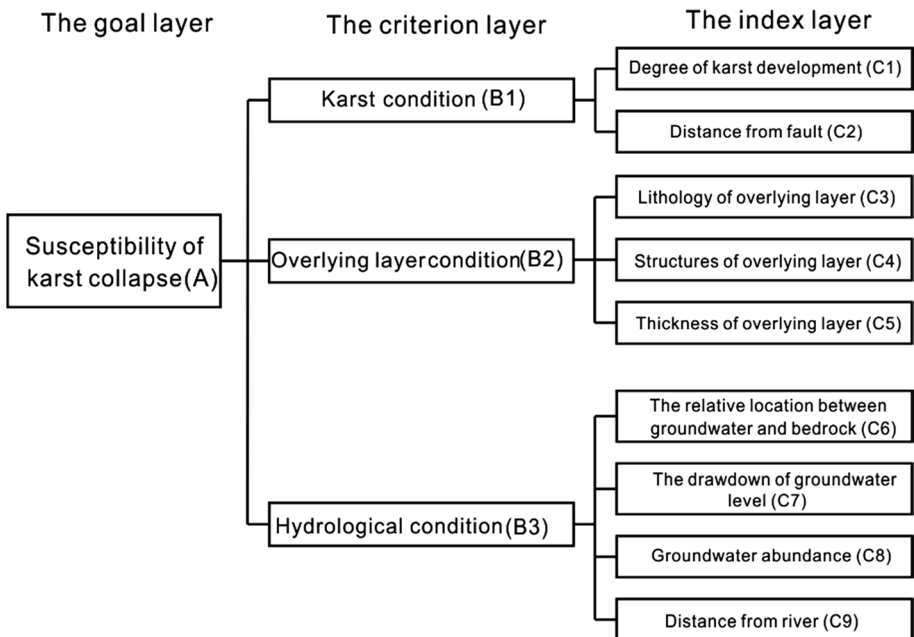 The goal layer
The criterion layer
The index layer
Susceptibility of
karst collapse(A)
Karst condition (B1)
Overlying layer condition(B2)
Hydrological condition(B3)
Degree of karst development (C1)
Distance from fault (C2)
Lithology of overlying layer (C3)
Structures of overlying layer (C4)
Thickness of overlying layer (C5)
The relative location between
groundwater and bedrock (C6)
The drawdown of groundwater
level (C7)
Groundwater abundance (C8)
Distance from river (C9)